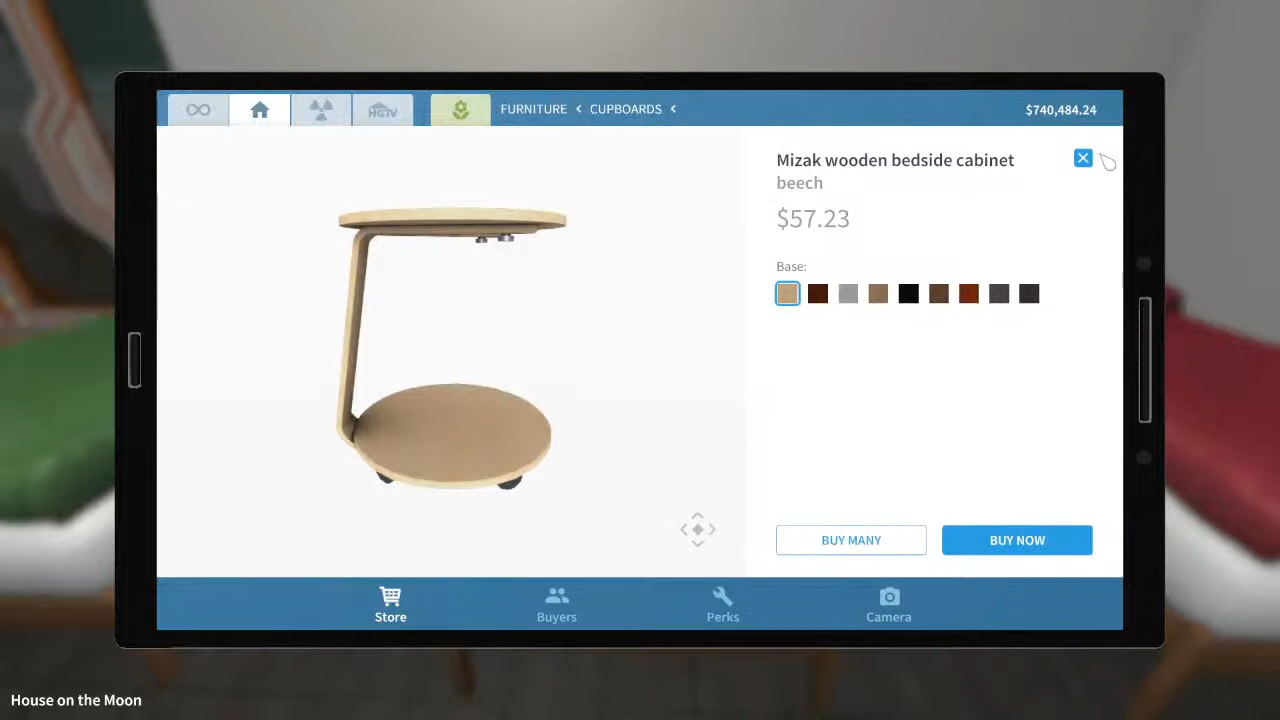 HGTV
FURNITURE < CUPBOARDS <
$740,484.24
Mizak wooden bedside cabinet
beech
$57.23
Base:
BUY MANY
BUY NOW
Store
Buyers
Perks
Camera
House on the Moon